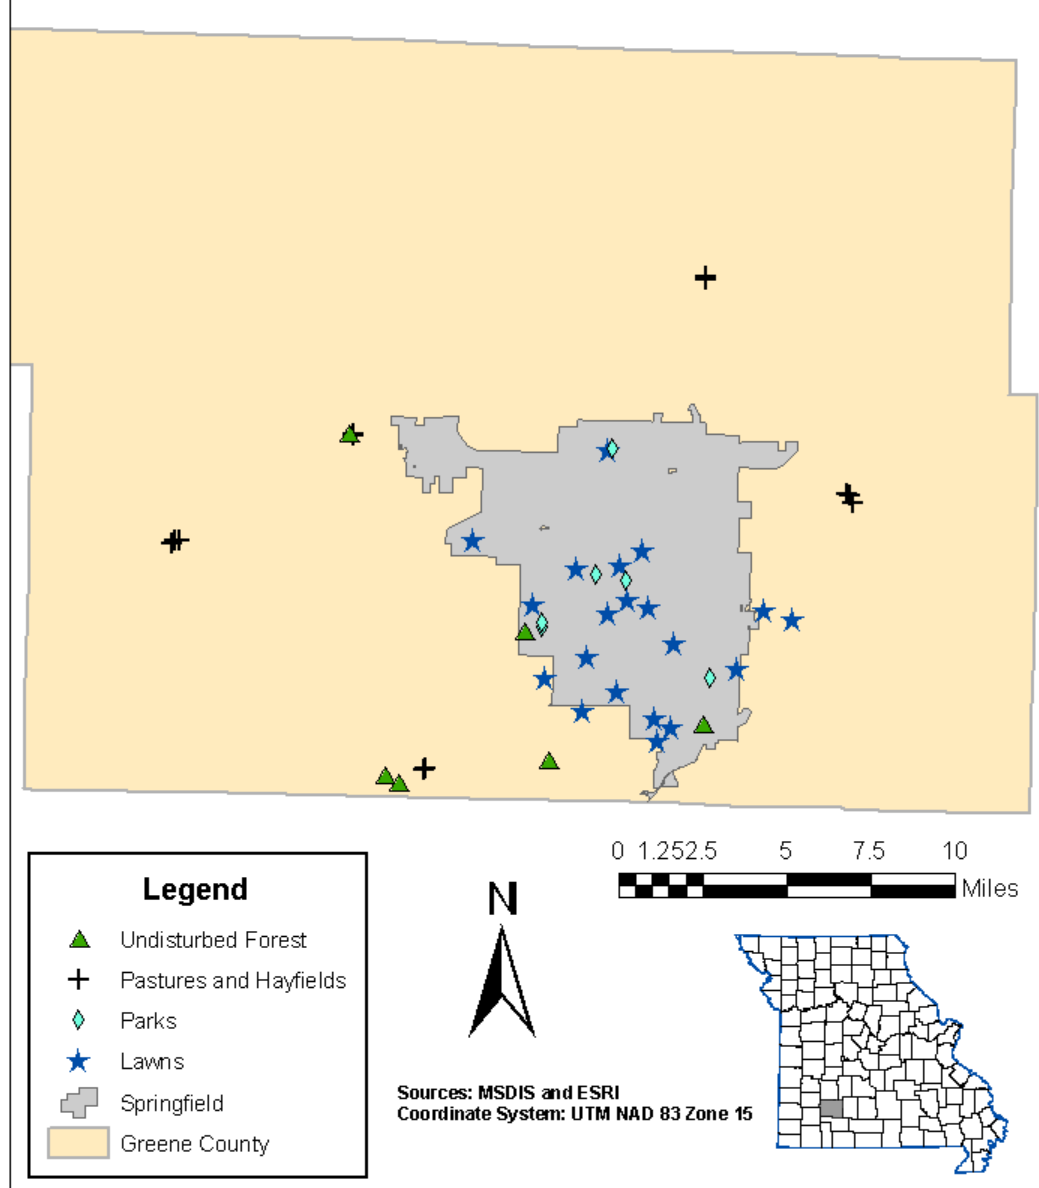 0 1.252.5 5 7.5 10
Miles
Legend
N
Undisturbed Forest
Pastures and Hayfields
Parks
Lawns
Springfield
Greene County
Sources: MSDIS and ESRI
Coordinate System: UTM NAD 83 Zone 15